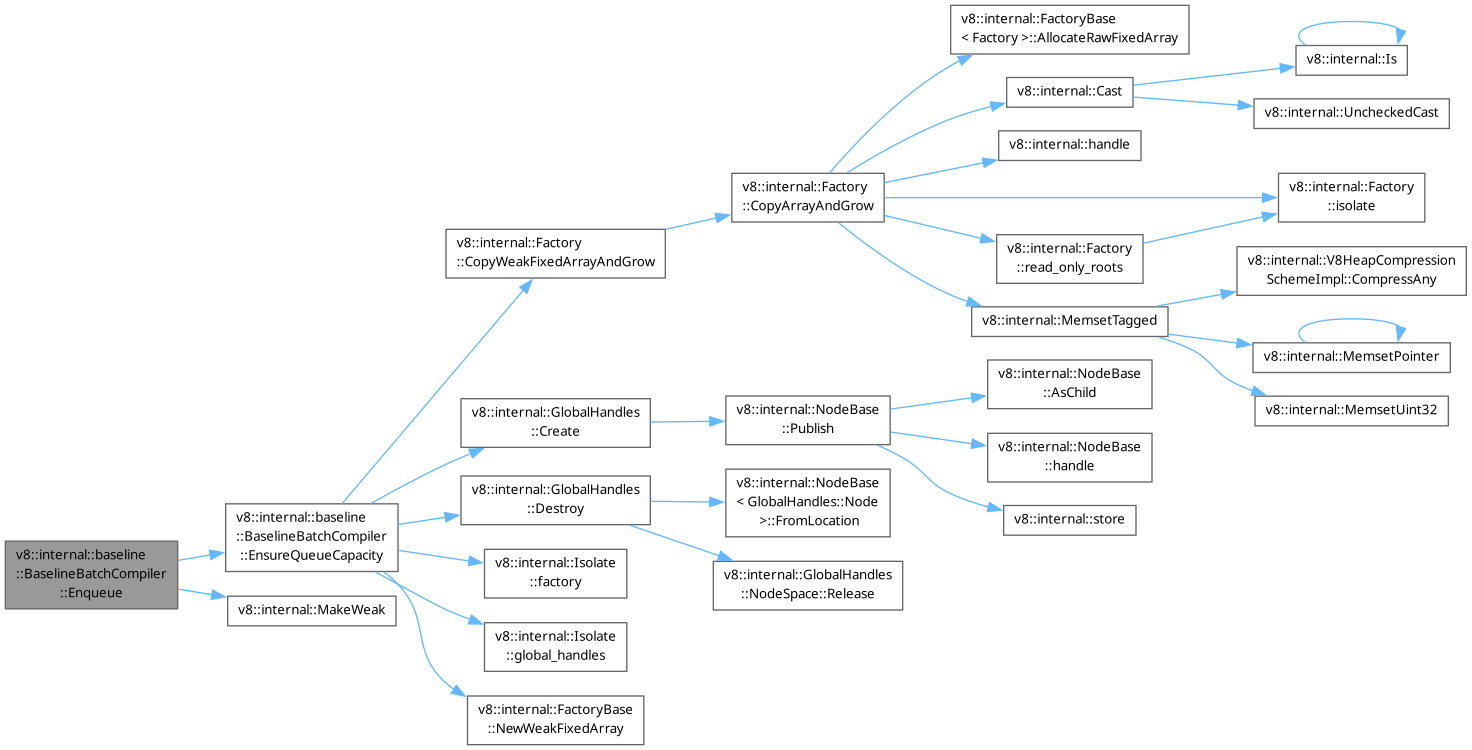 v8::internal::FactoryBase
< Factory >::AllocateRawFixedArray
v8::internal::Is
v8::internal::Cast
v8::internal::UncheckedCast
v8::internal::handle
v8::internal::Factory
::CopyArrayAndGrow
v8::internal::Factory
::isolate
v8::internal::Factory
::CopyWeakFixedArrayAndGrow
v8::internal::Factory
::read_only_roots
v8::internal::V8HeapCompression
SchemeImpl::CompressAny
v8::internal::MemsetTagged
v8::internal::MemsetPointer
v8::internal::NodeBase
::AsChild
v8::internal::MemsetUint32
v8::internal::GlobalHandles
::Create
v8::internal::NodeBase
::Publish
v8::internal::NodeBase
::handle
v8::internal::GlobalHandles
::Destroy
v8::internal::NodeBase
< GlobalHandles::Node
>::FromLocation
v8::internal::store
v8::internal::baseline
::BaselineBatchCompiler
::EnsureQueueCapacity
v8::internal::baseline
::BaselineBatchCompiler
::Enqueue
v8::internal::Isolate
::factory
v8::internal::GlobalHandles
::NodeSpace::Release
v8::internal::MakeWeak
v8::internal::Isolate
::global_handles
v8::internal::FactoryBase
::NewWeakFixedArray